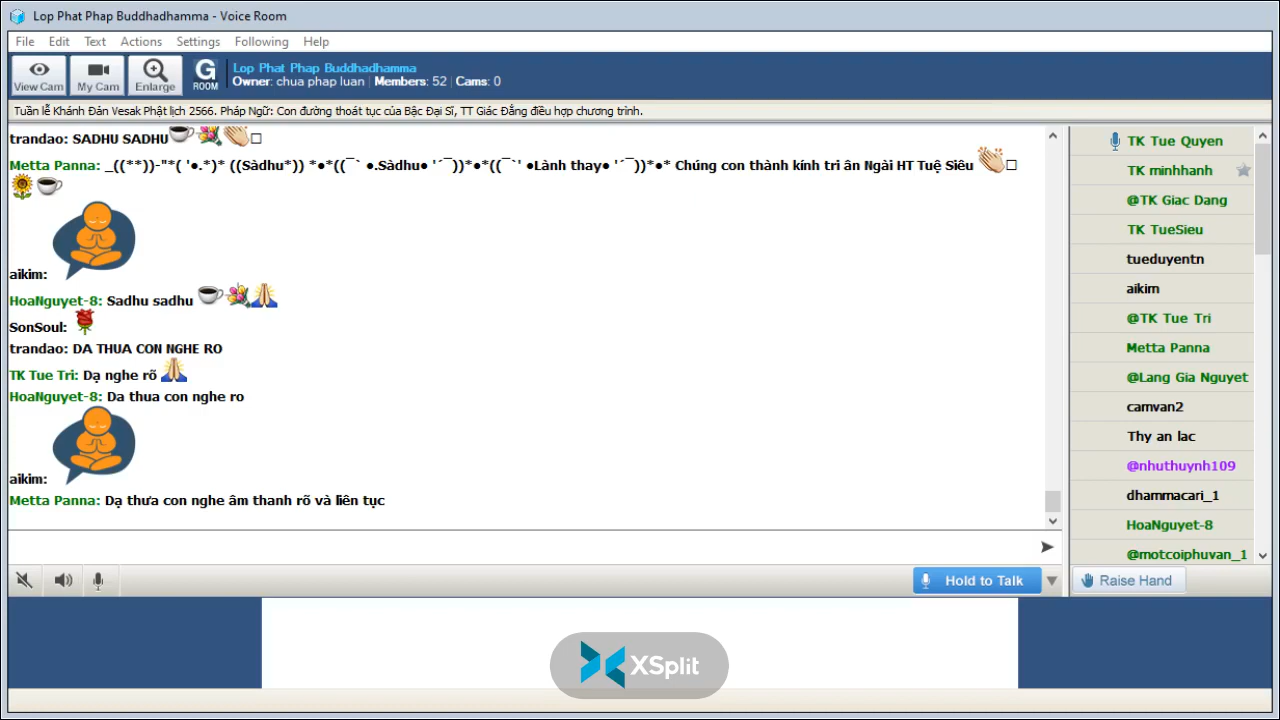 Lop Phat Phap Buddhadhamma - Voice Room
File Edit Text Actions Settings Following Help
View Cam My Cam Enlarge G ROOM
Lop Phat Phap Buddhadhamma
Owner: chua phap luan | Members: 52 | Cams: 0
Tuần lễ Khánh Đản Vesak Phật lịch 2566. Pháp Ngữ: Con đường thoát tục của Bậc Đại Sĩ, TT Giác Đẳng điều hợp chương trình.
trandao: SADHU SADHU
Metta Panna: _((**))-"*( '●.*)* ((Sàdhu*)) *●*((¯` ●.Sàdhu● '´¯))*●*((¯`' ●Lành thay● '´¯))*●* Chúng con thành kính tri ân Ngài HT Tuệ Siêu
aikim:
HoaNguyet-8: Sadhu sadhu
SonSoul:
trandao: DA THUA CON NGHE RO
TK Tue Tri: Dạ nghe rõ
HoaNguyet-8: Da thua con nghe ro
aikim:
Metta Panna: Dạ thưa con nghe âm thanh rõ và liên tục
TK Tue Quyen
TK minhhanh
@TK Giac Dang
TK TueSieu
tueduyentn
aikim
@TK Tue Tri
Metta Panna
@Lang Gia Nguyet
camvan2
Thy an lac
@nhuthuynh109
dhammacari_1
HoaNguyet-8
@motcoiphuvan_1
Hold to Talk
Raise Hand
XSplit